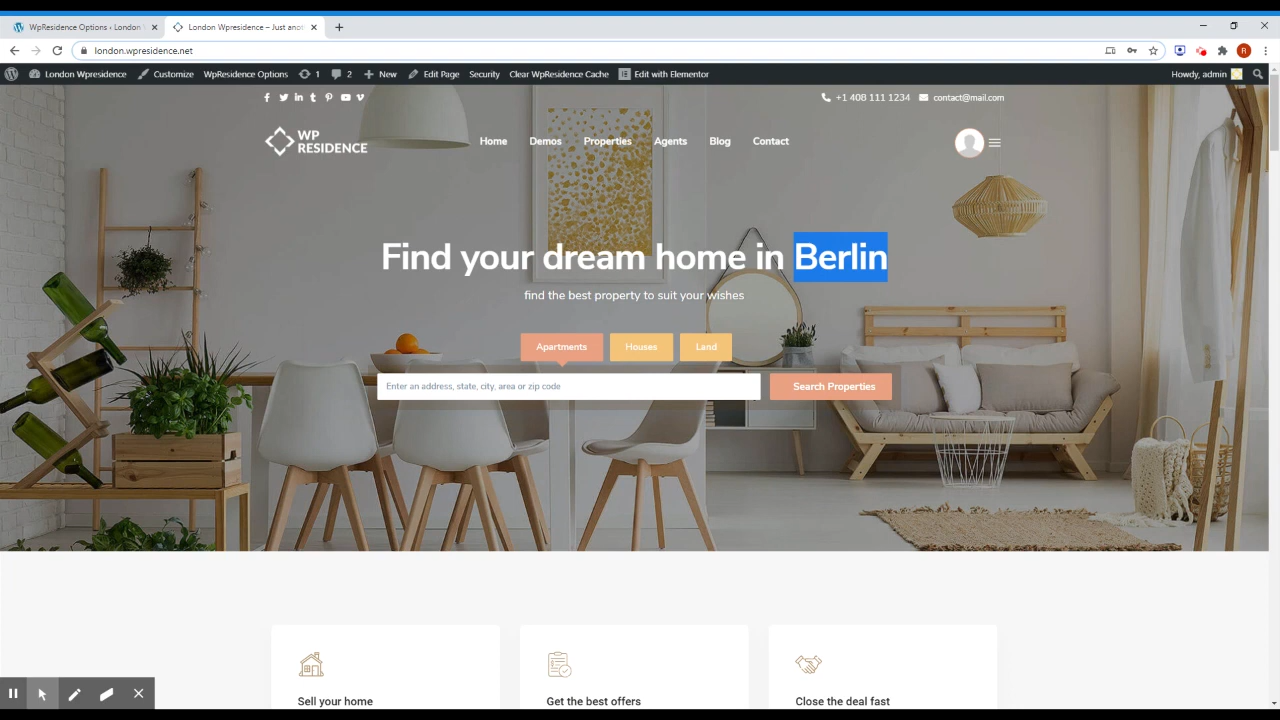 WpResidence Options ‹ London
London Wpresidence – Just anot
london.wpresidence.net
R
London Wpresidence Customize WpResidence Options 1 2 New Edit Page Security Clear WpResidence Cache Edit with Elementor Howdy, admin
+1 408 111 1234 contact@mail.com
WP
RESIDENCE
Home Demos Properties Agents Blog Contact
Find your dream home in Berlin
find the best property to suit your wishes
Apartments Houses Land
Enter an address, state, city, area or zip code
Search Properties
Sell your home Get the best offers Close the deal fast